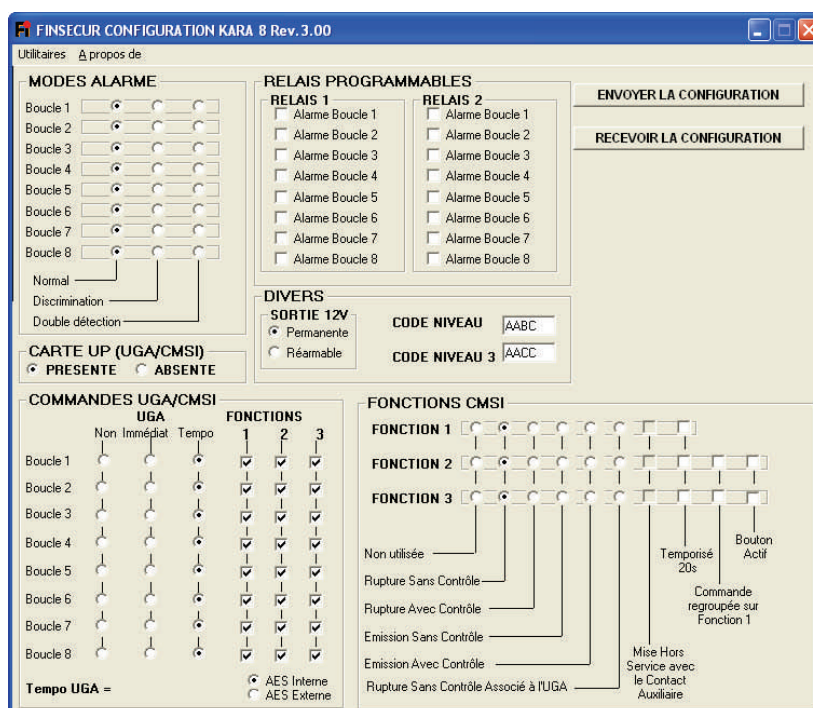 FINSECUR CONFIGURATION KARA 8 Rev.3.00
Utilitaires A propos de
MODES ALARME
Boucle 1
Boucle 2
Boucle 3
Boucle 4
Boucle 5
Boucle 6
Boucle 7
Boucle 8
Normal
Discrimination
Double détection
RELAIS PROGRAMMABLES
RELAIS 1
Alarme Boucle 1
Alarme Boucle 2
Alarme Boucle 3
Alarme Boucle 4
Alarme Boucle 5
Alarme Boucle 6
Alarme Boucle 7
Alarme Boucle 8
RELAIS 2
Alarme Boucle 1
Alarme Boucle 2
Alarme Boucle 3
Alarme Boucle 4
Alarme Boucle 5
Alarme Boucle 6
Alarme Boucle 7
Alarme Boucle 8
ENVOYER LA CONFIGURATION
RECEVOIR LA CONFIGURATION
DIVERS
SORTIE 12V
Permanente
Réarmable
CODE NIVEAU AABC
CODE NIVEAU 3 AACC
CARTE UP (UGA/CMSI)
PRESENTE ABSENTE
COMMANDES UGA/CMSI
UGA FONCTIONS
Non Immédiat Tempo 1 2 3
Boucle 1
Boucle 2
Boucle 3
Boucle 4
Boucle 5
Boucle 6
Boucle 7
Boucle 8
Tempo UGA =
AES Interne
AES Externe
FONCTIONS CMSI
FONCTION 1
FONCTION 2
FONCTION 3
Non utilisée
Rupture Sans Contrôle
Rupture Avec Contrôle
Emission Sans Contrôle
Emission Avec Contrôle
Rupture Sans Contrôle Associé à l'UGA
Mise Hors
Service avec
le Contact
Auxiliaire
Temporisé
20s
Commande
regroupée sur
Fonction 1
Bouton
Actif